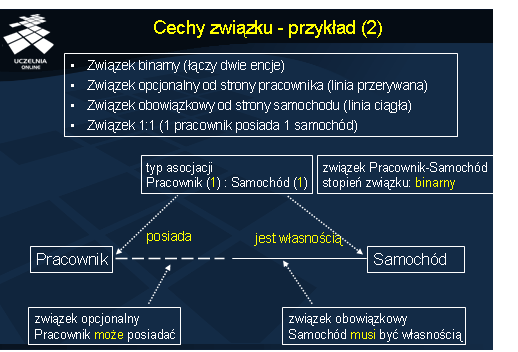 Cechy związku - przykład (2)
UCZELNIA
ONLINE
• Związek binarny (łączy dwie encje)
• Związek opcjonalny od strony pracownika (linia przerywana)
• Związek obowiązkowy od strony samochodu (linia ciągła)
• Związek 1:1 (1 pracownik posiada 1 samochód)
typ asocjacji
Pracownik (1) : Samochód (1)
związek Pracownik-Samochód
stopień związku: binarny
posiada
jest własnością
Pracownik
Samochód
związek opcjonalny
Pracownik może posiadać
związek obowiązkowy
Samochód musi być własnością